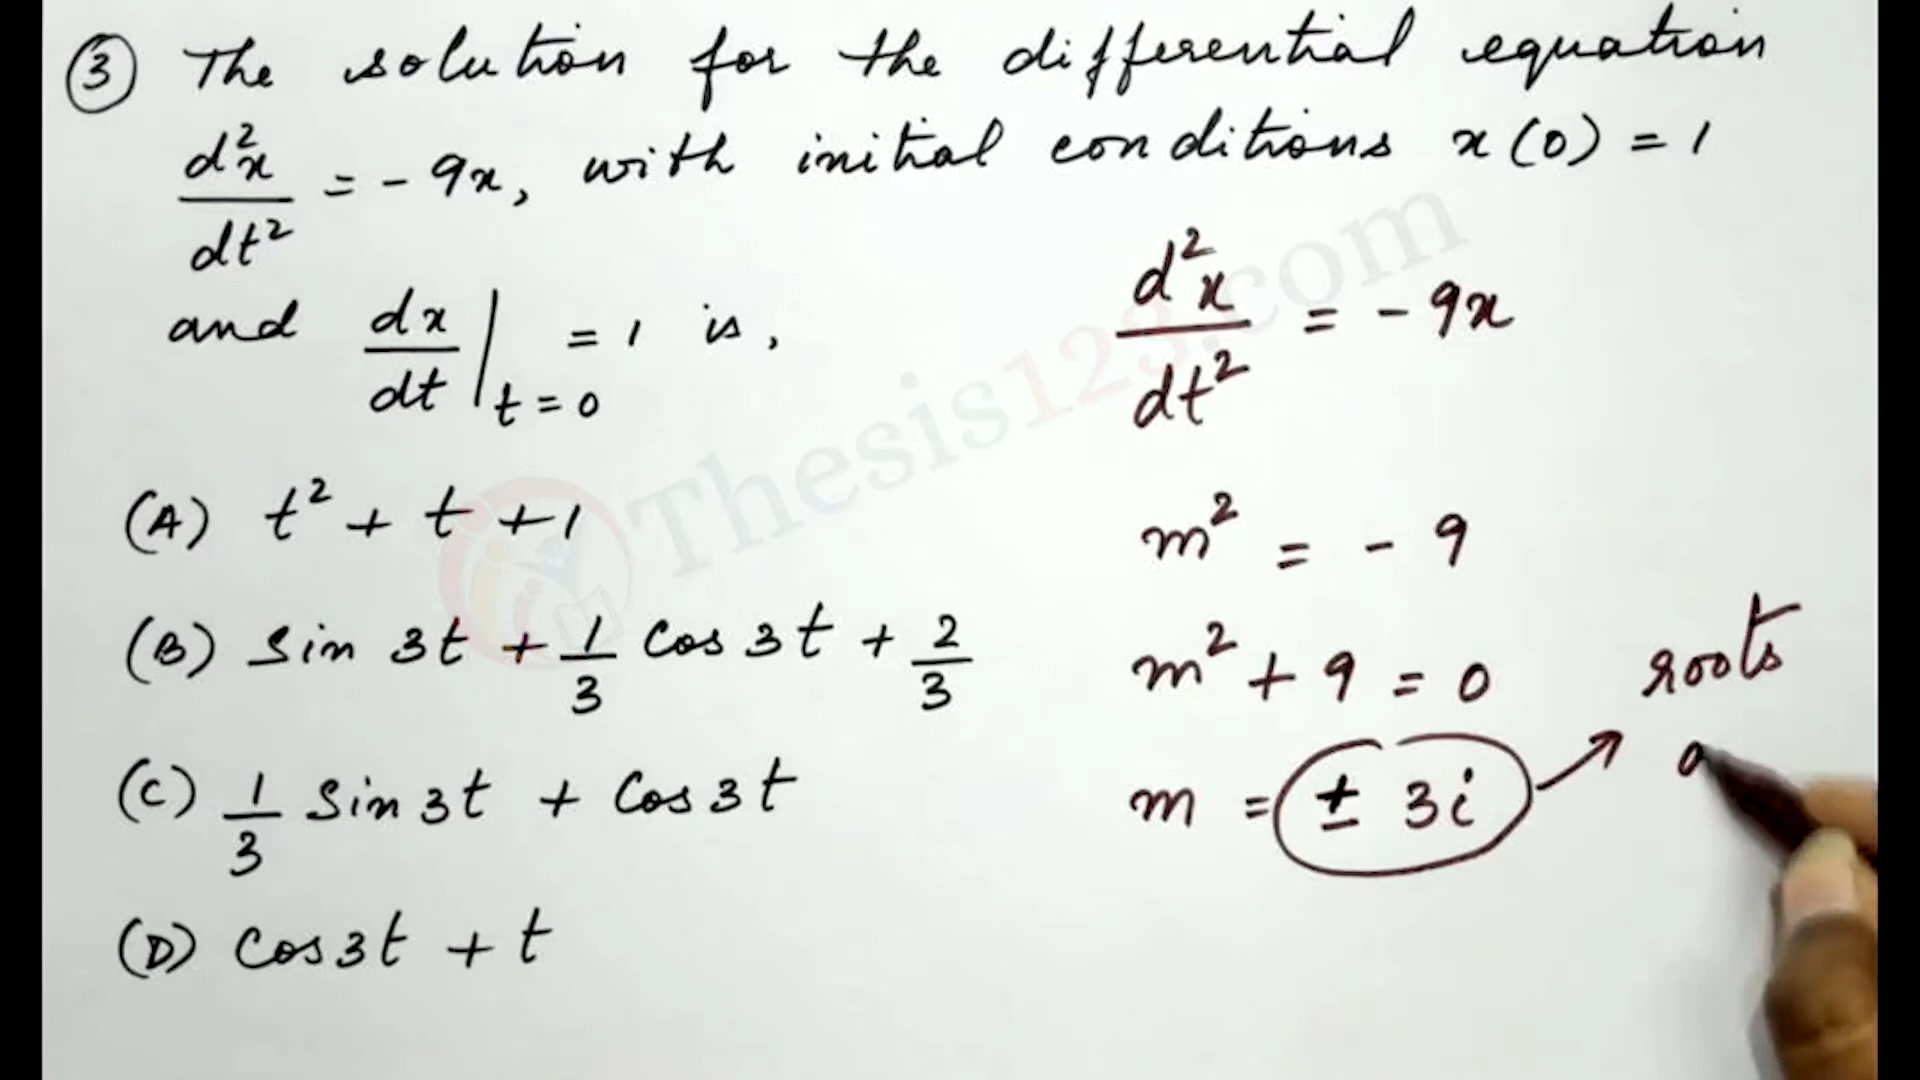 ③ The solution for the differential equation
d²x/dt² = - 9x, with initial conditions x(0) = 1
and dx/dt |t=0 = 1 is,
(A) t² + t + 1
(B) Sin 3t + 1/3 Cos 3t + 2/3
(C) 1/3 Sin 3t + Cos 3t
(D) Cos 3t + t
d²x/dt² = - 9x
m² = - 9
m² + 9 = 0
m = ± 3i
roots
Thesis123.com